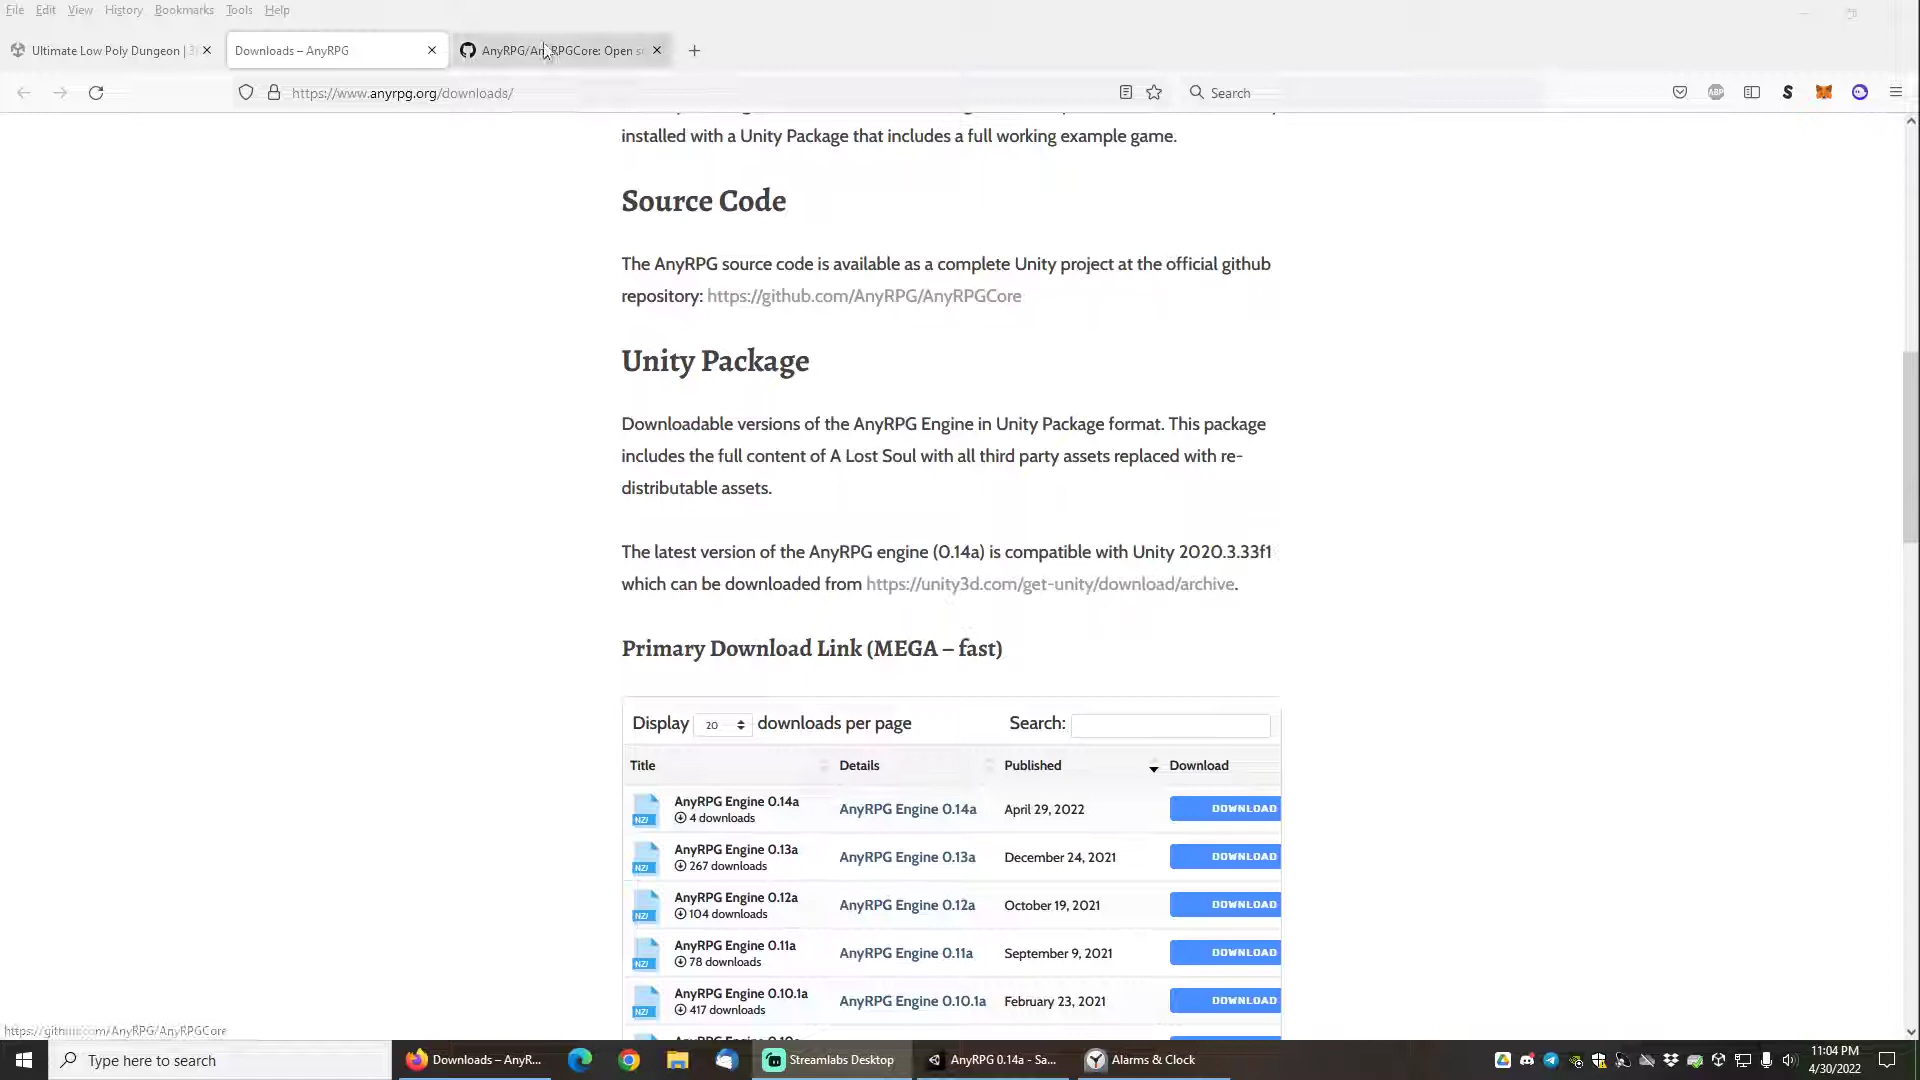 File Edit View History Bookmarks Tools Help
Ultimate Low Poly Dungeon | 3
Downloads – AnyRPG
AnyRPG/AnyRPGCore: Open s
https://www.anyrpg.org/downloads/
Search
installed with a Unity Package that includes a full working example game.
Source Code
The AnyRPG source code is available as a complete Unity project at the official github
repository: https://github.com/AnyRPG/AnyRPGCore
Unity Package
Downloadable versions of the AnyRPG Engine in Unity Package format. This package
includes the full content of A Lost Soul with all third party assets replaced with re-
distributable assets.
The latest version of the AnyRPG engine (0.14a) is compatible with Unity 2020.3.33f1
which can be downloaded from https://unity3d.com/get-unity/download/archive.
Primary Download Link (MEGA – fast)
Display 20 downloads per page Search:
Title Details Published Download
AnyRPG Engine 0.14a
4 downloads
AnyRPG Engine 0.14a April 29, 2022 DOWNLOAD
AnyRPG Engine 0.13a
267 downloads
AnyRPG Engine 0.13a December 24, 2021 DOWNLOAD
AnyRPG Engine 0.12a
104 downloads
AnyRPG Engine 0.12a October 19, 2021 DOWNLOAD
AnyRPG Engine 0.11a
78 downloads
AnyRPG Engine 0.11a September 9, 2021 DOWNLOAD
AnyRPG Engine 0.10.1a
417 downloads
AnyRPG Engine 0.10.1a February 23, 2021 DOWNLOAD
https://github.com/AnyRPG/AnyRPGCore
Type here to search
Downloads – AnyR...
Streamlabs Desktop
AnyRPG 0.14a - Sa...
Alarms & Clock
11:04 PM
4/30/2022